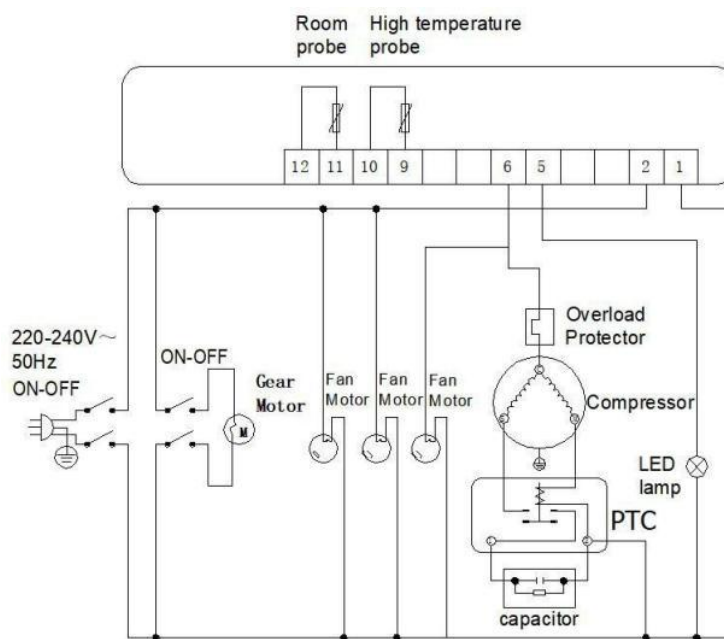 Room probe
High temperature probe
12 11 10 9 6 5 2 1
220-240V~
50Hz
ON-OFF
ON-OFF
Gear
Motor
Fan
Motor
Fan
Motor
Fan
Motor
M
Overload
Protector
Compressor
LED
lamp
PTC
capacitor